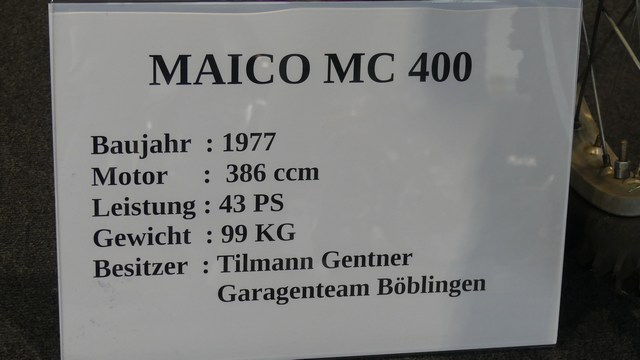 MAICO MC 400
Baujahr : 1977
Motor : 386 ccm
Leistung : 43 PS
Gewicht : 99 KG
Besitzer : Tilmann Gentner
Garagenteam Böblingen